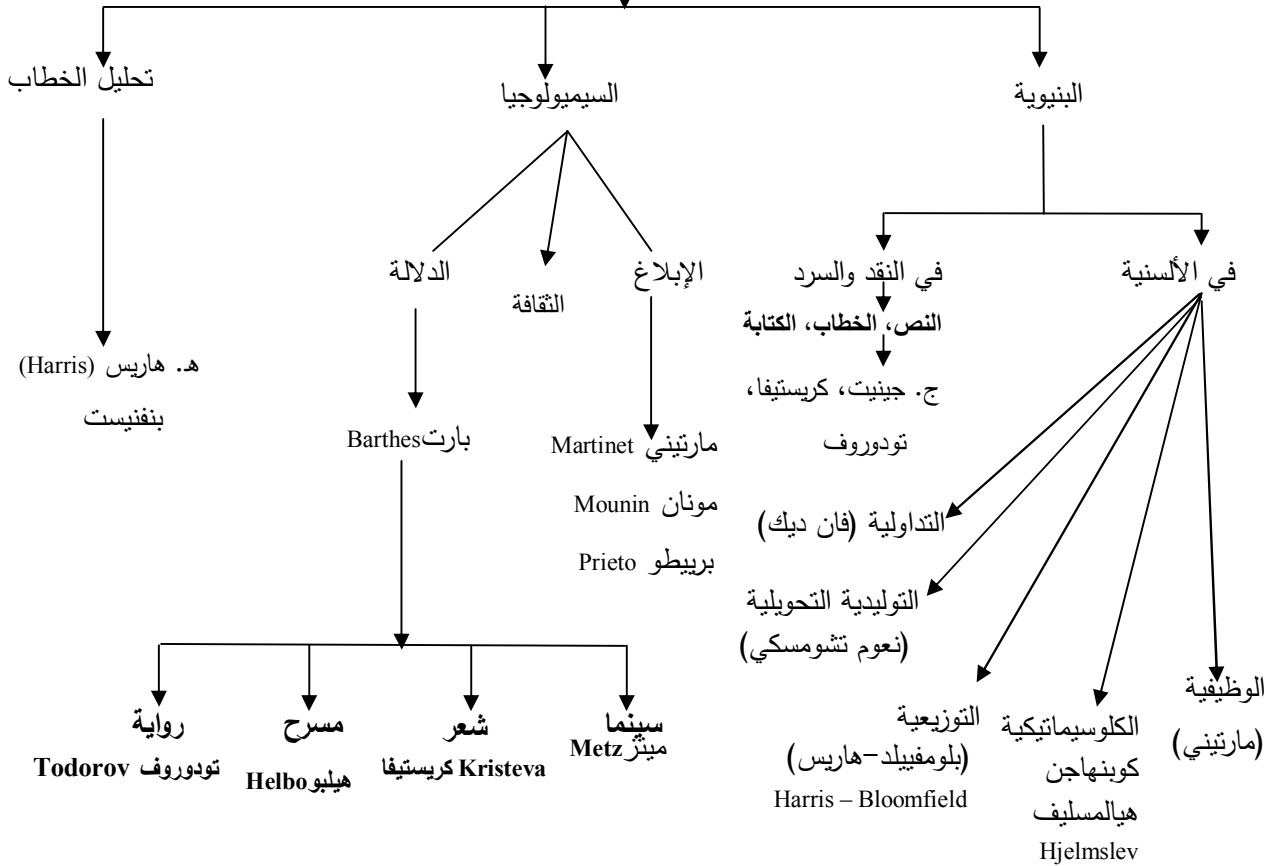 البنيوية
السيميولوجيا
تحليل الخطاب
في الألسنية
في النقد والسرد
النص، الخطاب، الكتابة
ج. جينيت، كريستيفا،
تودوروف
التداولية (فان ديك)
التوليدية التحويلية
(نعوم تشومسكي)
التوزيعية
(بلومفييلد-هاريس)
Harris – Bloomfield
الكلوسيماتيكية
كوبنهاجن
هيالمسليف
Hjelmslev
الوظيفية
(مارتيني)
الإبلاغ
مارتيني Martinet
مونان Mounin
برييطو Prieto
الثقافة
الدلالة
بارت Barthes
سينما
ميتز Metz
شعر
كريستيفا Kristeva
مسرح
هيلبو Helbo
رواية
تودوروف Todorov
هـ. هاريس (Harris)
بنفنيست